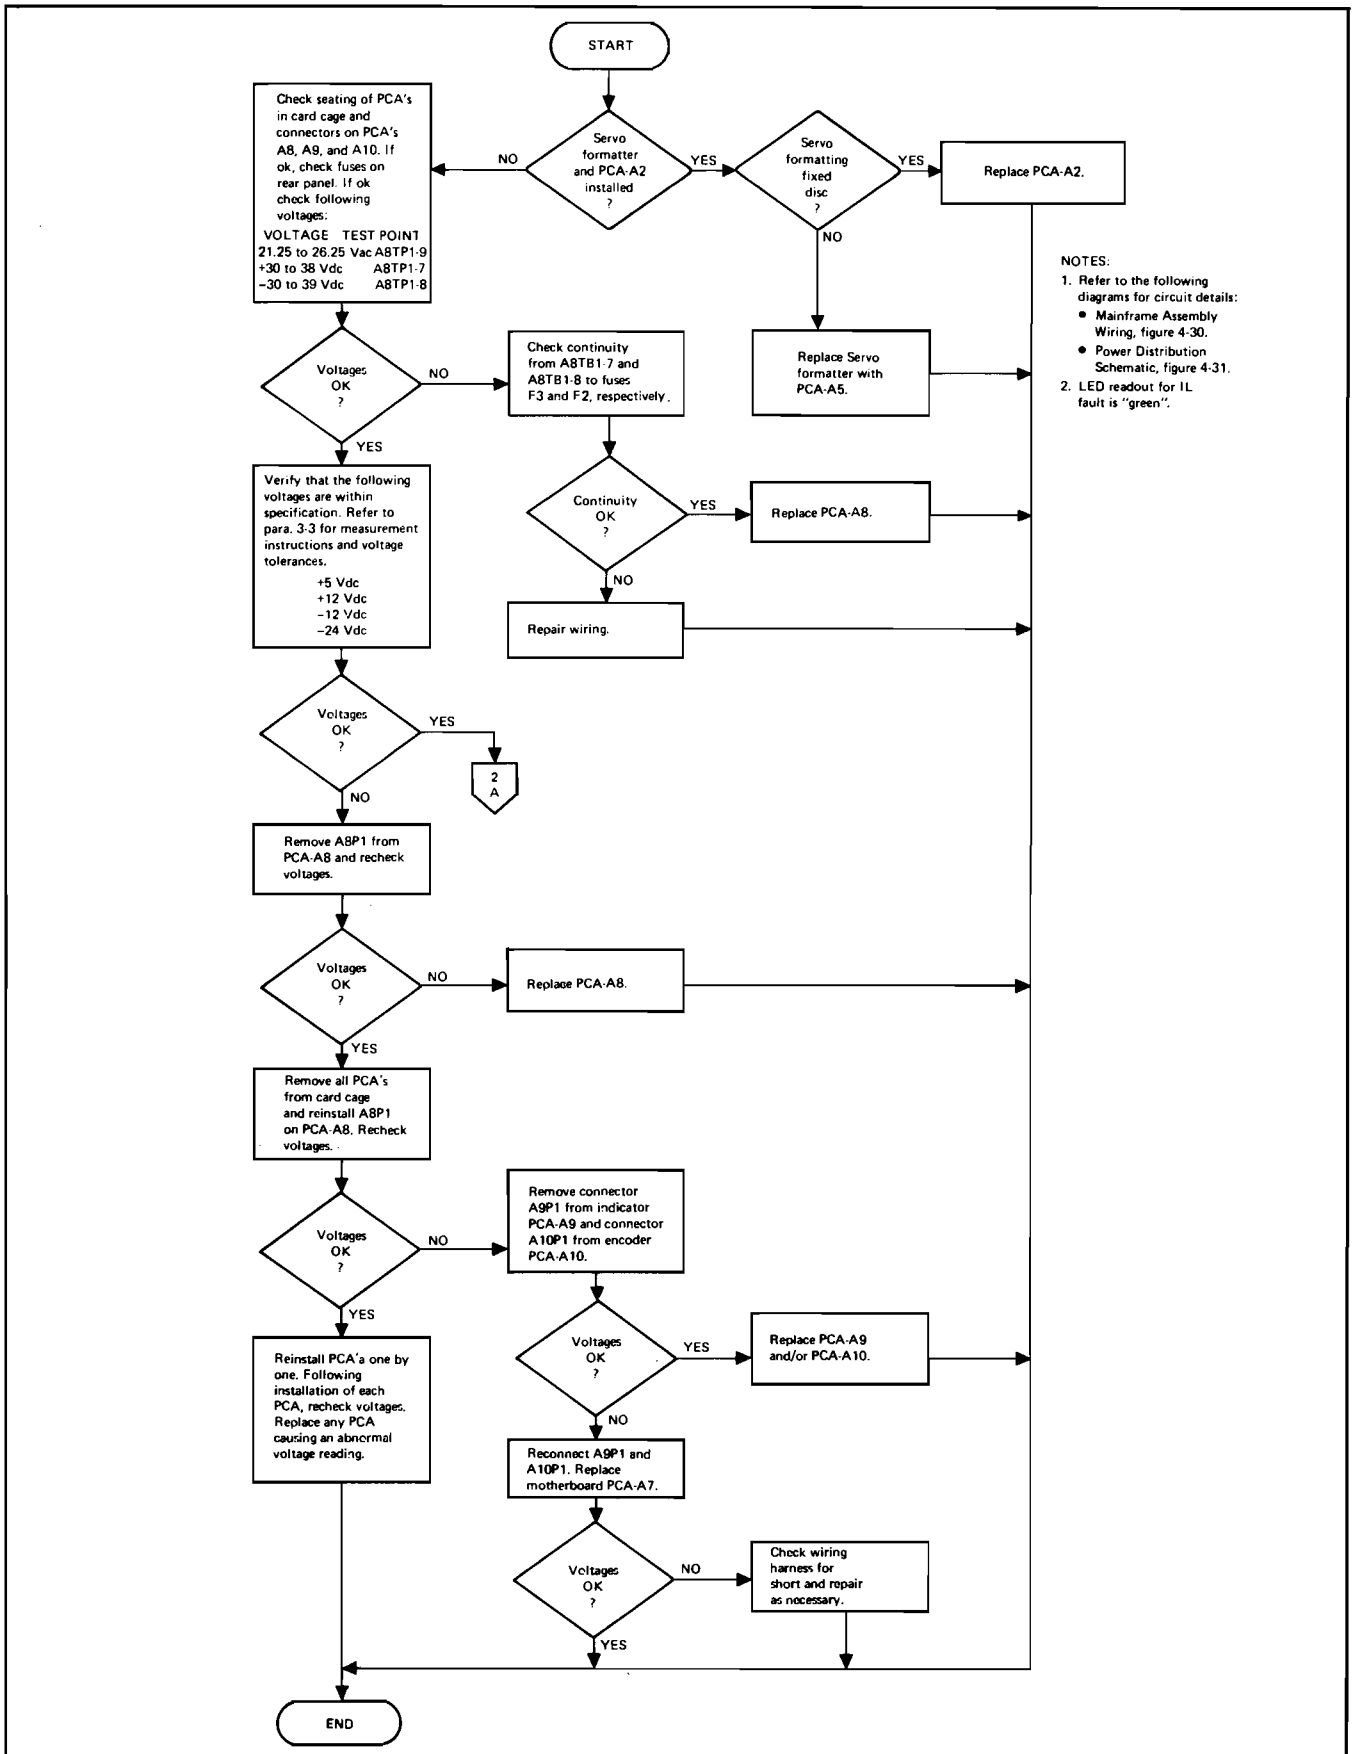 START
Check seating of PCA's
in card cage and
connectors on PCA's
A8, A9, and A10. If
ok, check fuses on
rear panel. If ok
check following
voltages:
VOLTAGE TEST POINT
21.25 to 26.25 Vac A8TP1-9
+30 to 38 Vdc A8TP1-7
−30 to 39 Vdc A8TP1-8
NO
Servo
formatter
and PCA-A2
installed
?
YES
Servo
formatting
fixed
disc
?
YES
Replace PCA-A2.
NO
NOTES:
1. Refer to the following
diagrams for circuit details:
• Mainframe Assembly
Wiring, figure 4-30.
• Power Distribution
Schematic, figure 4-31.
2. LED readout for IL
fault is "green".
Replace Servo
formatter with
PCA-A5.
Voltages
OK
?
NO
Check continuity
from A8TB1-7 and
A8TB1-8 to fuses
F3 and F2, respectively.
YES
Verify that the following
voltages are within
specification. Refer to
para. 3-3 for measurement
instructions and voltage
tolerances.
+5 Vdc
+12 Vdc
−12 Vdc
−24 Vdc
Continuity
OK
?
YES
Replace PCA-A8.
NO
Repair wiring.
Voltages
OK
?
YES
2
A
NO
Remove A8P1 from
PCA-A8 and recheck
voltages.
Voltages
OK
?
NO
Replace PCA-A8.
YES
Remove all PCA's
from card cage
and reinstall A8P1
on PCA-A8. Recheck
voltages.
Voltages
OK
?
NO
Remove connector
A9P1 from indicator
PCA-A9 and connector
A10P1 from encoder
PCA-A10.
YES
Reinstall PCA'a one by
one. Following
installation of each
PCA, recheck voltages.
Replace any PCA
causing an abnormal
voltage reading.
Voltages
OK
?
YES
Replace PCA-A9
and/or PCA-A10.
NO
Reconnect A9P1 and
A10P1. Replace
motherboard PCA-A7.
Voltages
OK
?
NO
Check wiring
harness for
short and repair
as necessary.
YES
END